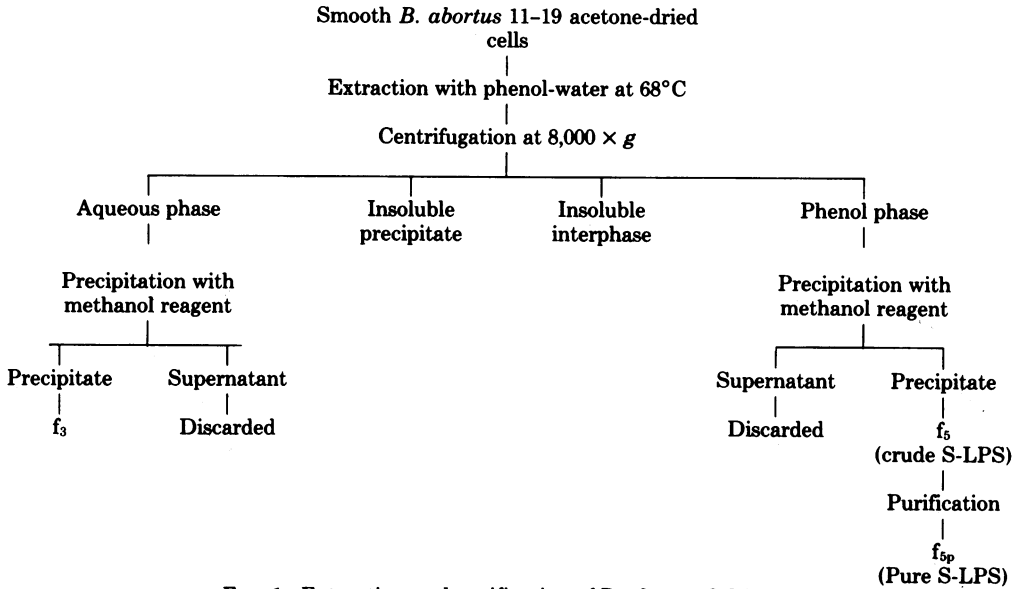 Smooth B. abortus 11–19 acetone-dried
cells
Extraction with phenol-water at 68°C
Centrifugation at 8,000 × g
Aqueous phase
Insoluble
precipitate
Insoluble
interphase
Phenol phase
Precipitation with
methanol reagent
Precipitation with
methanol reagent
Precipitate
Supernatant
Supernatant
Precipitate
f₃
Discarded
Discarded
f₅
(crude S-LPS)
Purification
f₅ₚ
(Pure S-LPS)